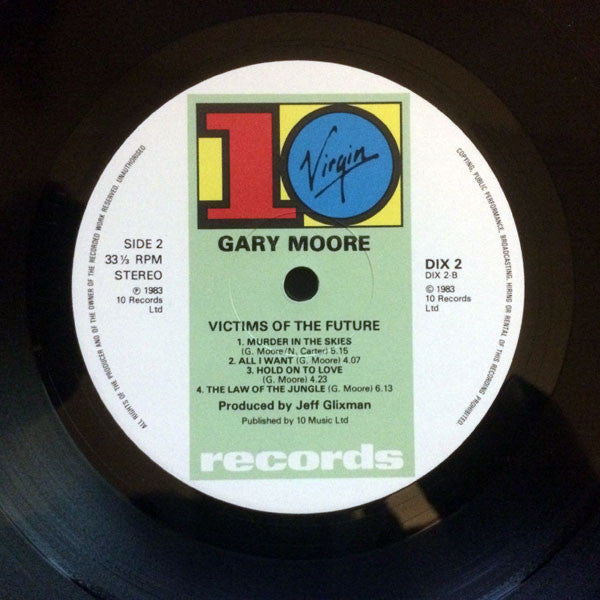 10
Virgin
GARY MOORE
SIDE 2
33 ⅓ RPM
STEREO
℗ 1983
10 Records
Ltd
DIX 2
DIX 2-B
© 1983
10 Records
Ltd
VICTIMS OF THE FUTURE
1. MURDER IN THE SKIES
(G. Moore/N. Carter) 5.15
2. ALL I WANT (G. Moore) 4.07
3. HOLD ON TO LOVE
(G. Moore) 4.23
4. THE LAW OF THE JUNGLE (G. Moore) 6.13
Produced by Jeff Glixman
Published by 10 Music Ltd
records
ALL RIGHTS OF THE PRODUCER AND OF THE OWNER OF THE RECORDED WORK RESERVED, UNAUTHORISED
COPYING, PUBLIC PERFORMANCE, BROADCASTING, HIRING OR RENTAL OF THIS RECORDING PROHIBITED.